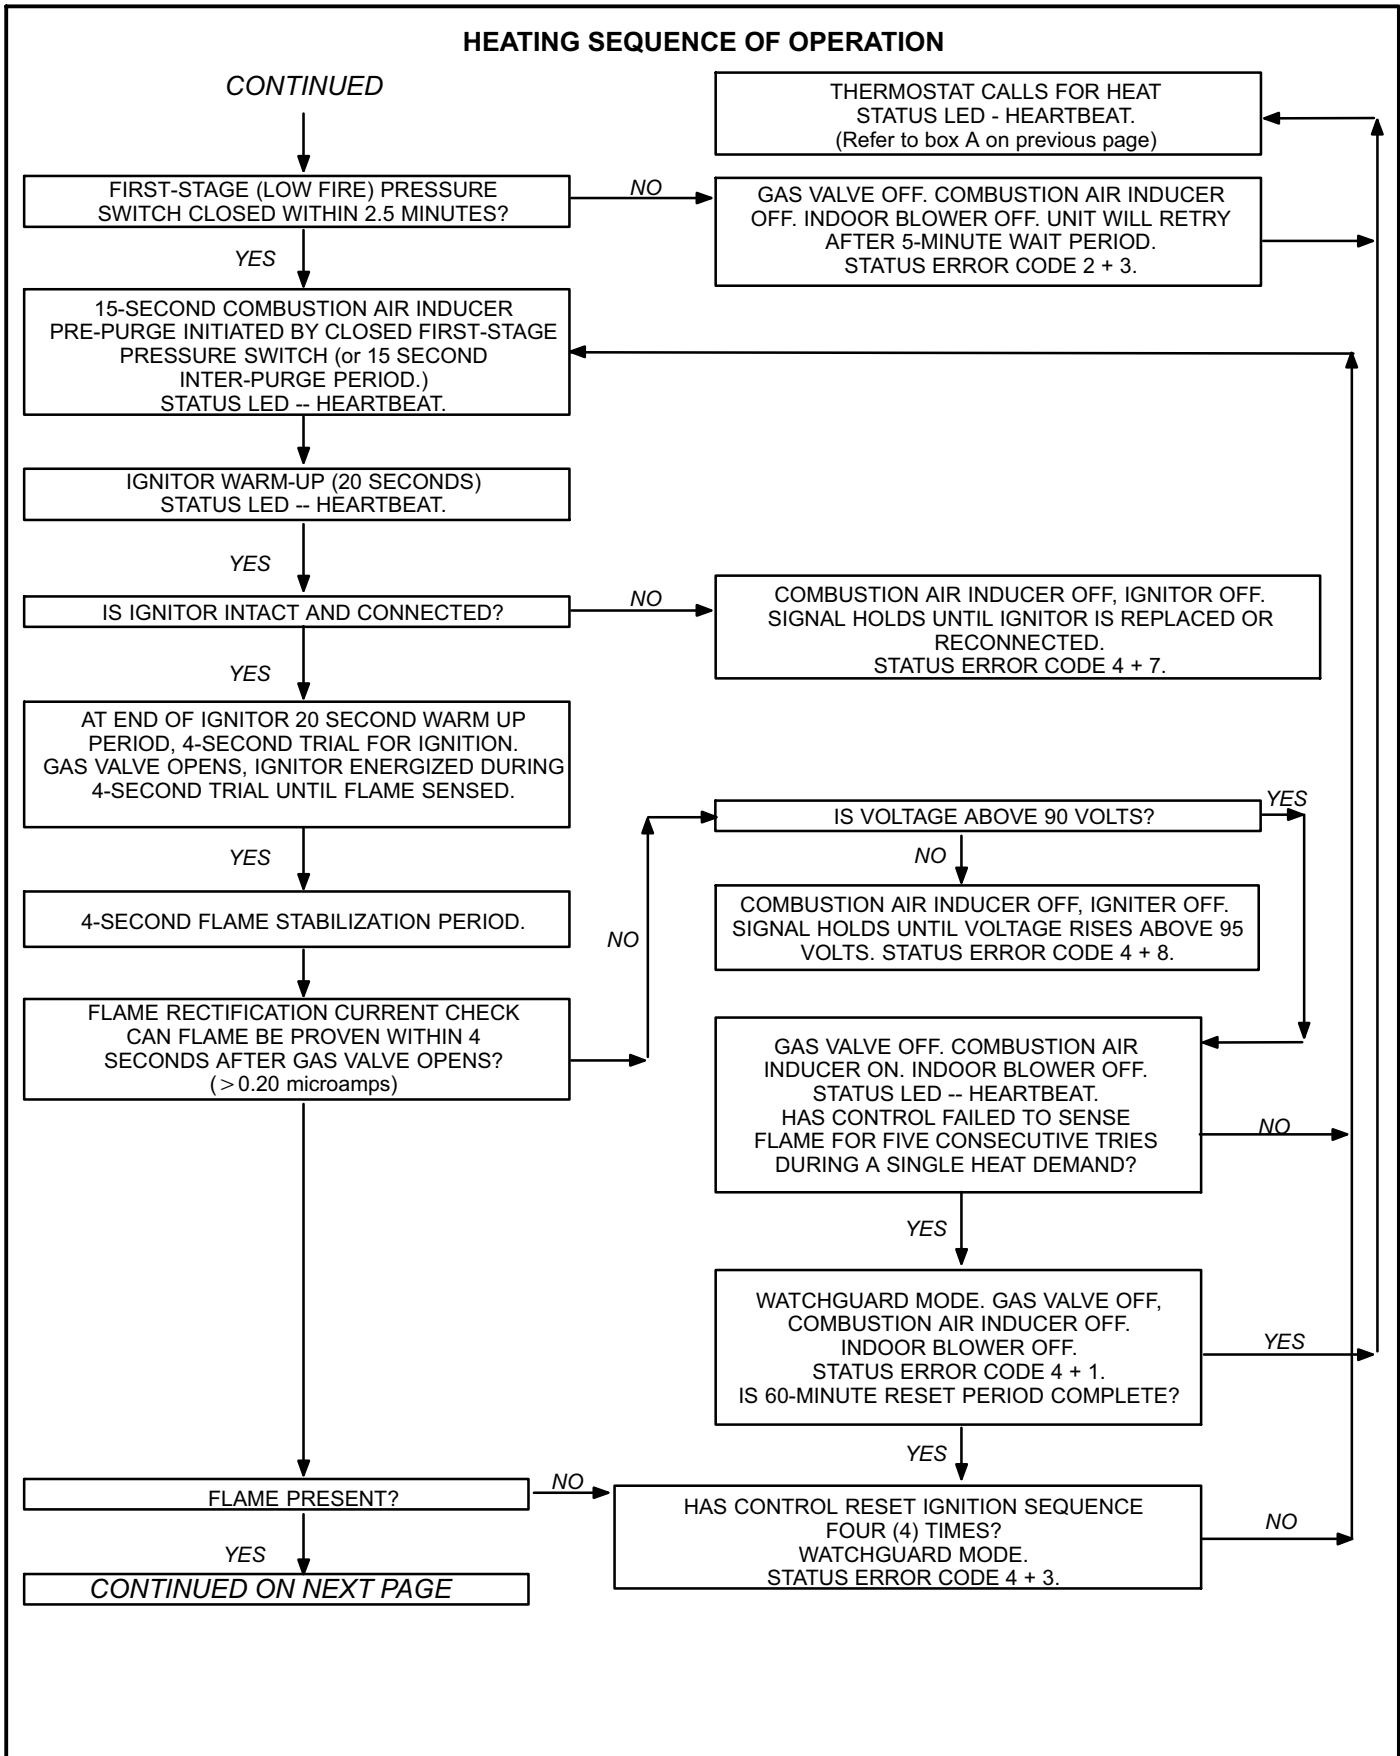 HEATING SEQUENCE OF OPERATION
CONTINUED
THERMOSTAT CALLS FOR HEAT
STATUS LED - HEARTBEAT.
(Refer to box A on previous page)
FIRST-STAGE (LOW FIRE) PRESSURE
SWITCH CLOSED WITHIN 2.5 MINUTES?
NO
GAS VALVE OFF. COMBUSTION AIR INDUCER
OFF. INDOOR BLOWER OFF. UNIT WILL RETRY
AFTER 5-MINUTE WAIT PERIOD.
STATUS ERROR CODE 2 + 3.
YES
15-SECOND COMBUSTION AIR INDUCER
PRE-PURGE INITIATED BY CLOSED FIRST-STAGE
PRESSURE SWITCH (or 15 SECOND
INTER-PURGE PERIOD.)
STATUS LED -- HEARTBEAT.
IGNITOR WARM-UP (20 SECONDS)
STATUS LED -- HEARTBEAT.
YES
IS IGNITOR INTACT AND CONNECTED?
NO
COMBUSTION AIR INDUCER OFF, IGNITOR OFF.
SIGNAL HOLDS UNTIL IGNITOR IS REPLACED OR
RECONNECTED.
STATUS ERROR CODE 4 + 7.
YES
AT END OF IGNITOR 20 SECOND WARM UP
PERIOD, 4-SECOND TRIAL FOR IGNITION.
GAS VALVE OPENS, IGNITOR ENERGIZED DURING
4-SECOND TRIAL UNTIL FLAME SENSED.
YES
4-SECOND FLAME STABILIZATION PERIOD.
FLAME RECTIFICATION CURRENT CHECK
CAN FLAME BE PROVEN WITHIN 4
SECONDS AFTER GAS VALVE OPENS?
(>0.20 microamps)
NO
IS VOLTAGE ABOVE 90 VOLTS?
YES
NO
COMBUSTION AIR INDUCER OFF, IGNITER OFF.
SIGNAL HOLDS UNTIL VOLTAGE RISES ABOVE 95
VOLTS. STATUS ERROR CODE 4 + 8.
GAS VALVE OFF. COMBUSTION AIR
INDUCER ON. INDOOR BLOWER OFF.
STATUS LED -- HEARTBEAT.
HAS CONTROL FAILED TO SENSE
FLAME FOR FIVE CONSECUTIVE TRIES
DURING A SINGLE HEAT DEMAND?
NO
YES
WATCHGUARD MODE. GAS VALVE OFF,
COMBUSTION AIR INDUCER OFF.
INDOOR BLOWER OFF.
STATUS ERROR CODE 4 + 1.
IS 60-MINUTE RESET PERIOD COMPLETE?
YES
YES
FLAME PRESENT?
NO
HAS CONTROL RESET IGNITION SEQUENCE
FOUR (4) TIMES?
WATCHGUARD MODE.
STATUS ERROR CODE 4 + 3.
NO
YES
CONTINUED ON NEXT PAGE